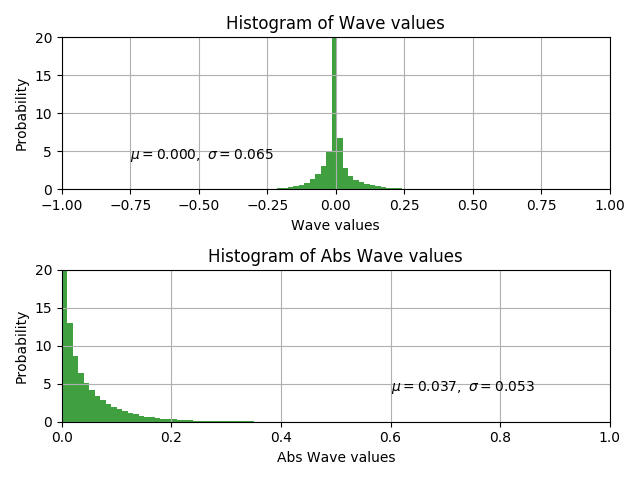 Histogram of Wave values
Probability
20
15
10
5
0
μ = 0.000, σ = 0.065
−1.00 −0.75 −0.50 −0.25 0.00 0.25 0.50 0.75 1.00
Wave values
Histogram of Abs Wave values
Probability
20
15
10
5
0
μ = 0.037, σ = 0.053
0.0 0.2 0.4 0.6 0.8 1.0
Abs Wave values